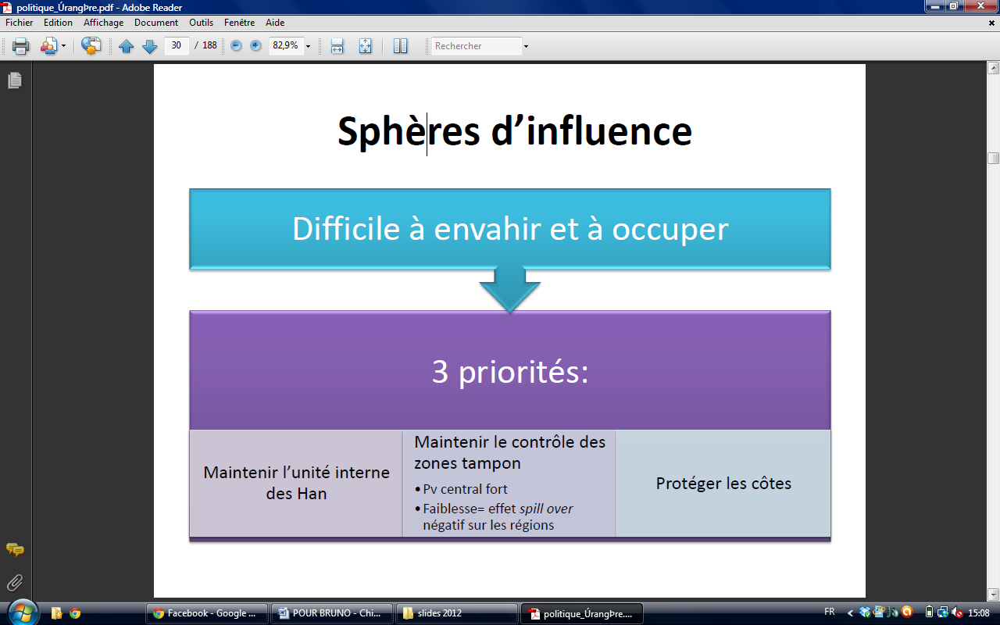 politique_ÚrangÞre.pdf - Adobe Reader
Fichier Edition Affichage Document Outils Fenêtre Aide
30 / 188 82,9% Rechercher
Sphères d’influence
Difficile à envahir et à occuper
3 priorités:
Maintenir l’unité interne
des Han
Maintenir le contrôle des
zones tampon
•Pv central fort
•Faiblesse= effet spill over
négatif sur les régions
Protéger les côtes
Facebook - Google ... POUR BRUNO - Chi... slides 2012 politique_ÚrangÞre.... FR 15:08